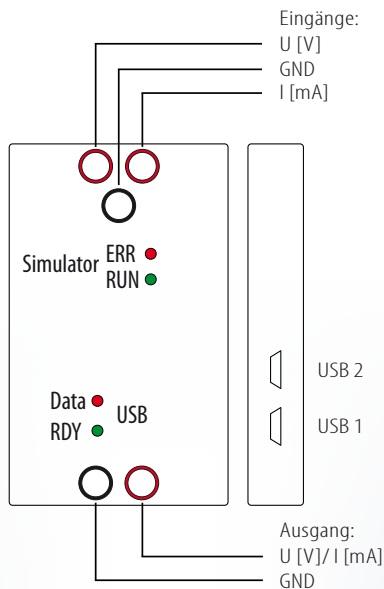 Eingänge:
U [V]
GND
I [mA]
Simulator
ERR
RUN
USB 2
Data
RDY
USB
USB 1
Ausgang:
U [V]/ I [mA]
GND